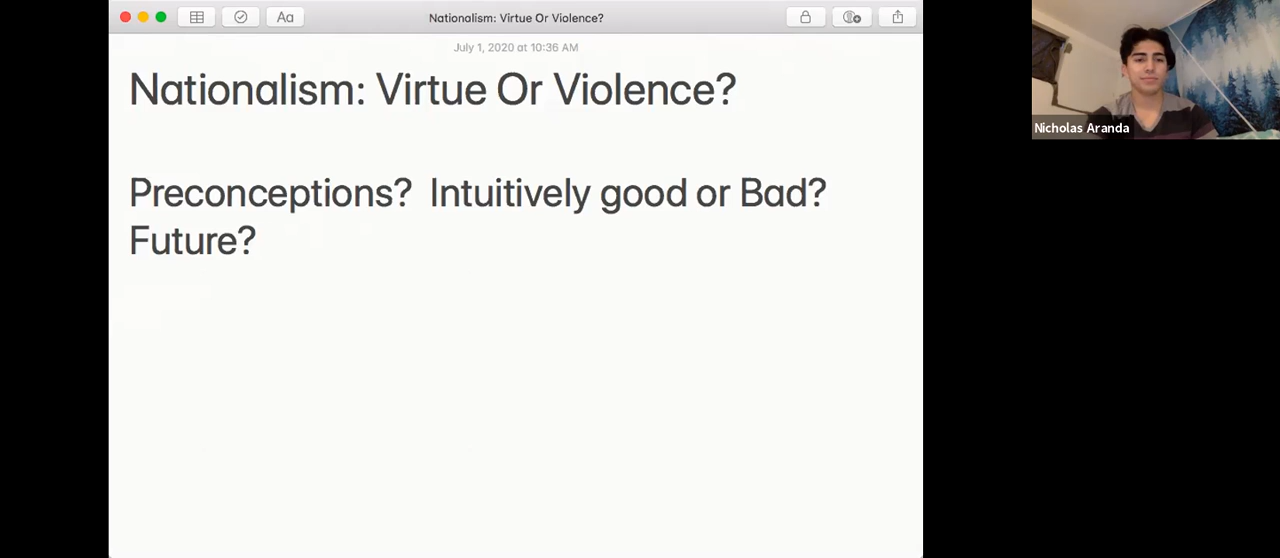 Aa
Nationalism: Virtue Or Violence?
July 1, 2020 at 10:36 AM
Nationalism: Virtue Or Violence?
Preconceptions?  Intuitively good or Bad?
Future?
Nicholas Aranda